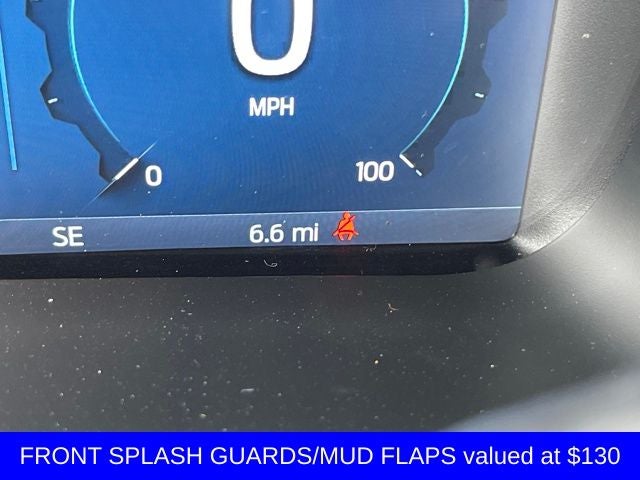 0
MPH
0
100
SE
6.6 mi
FRONT SPLASH GUARDS/MUD FLAPS valued at $130